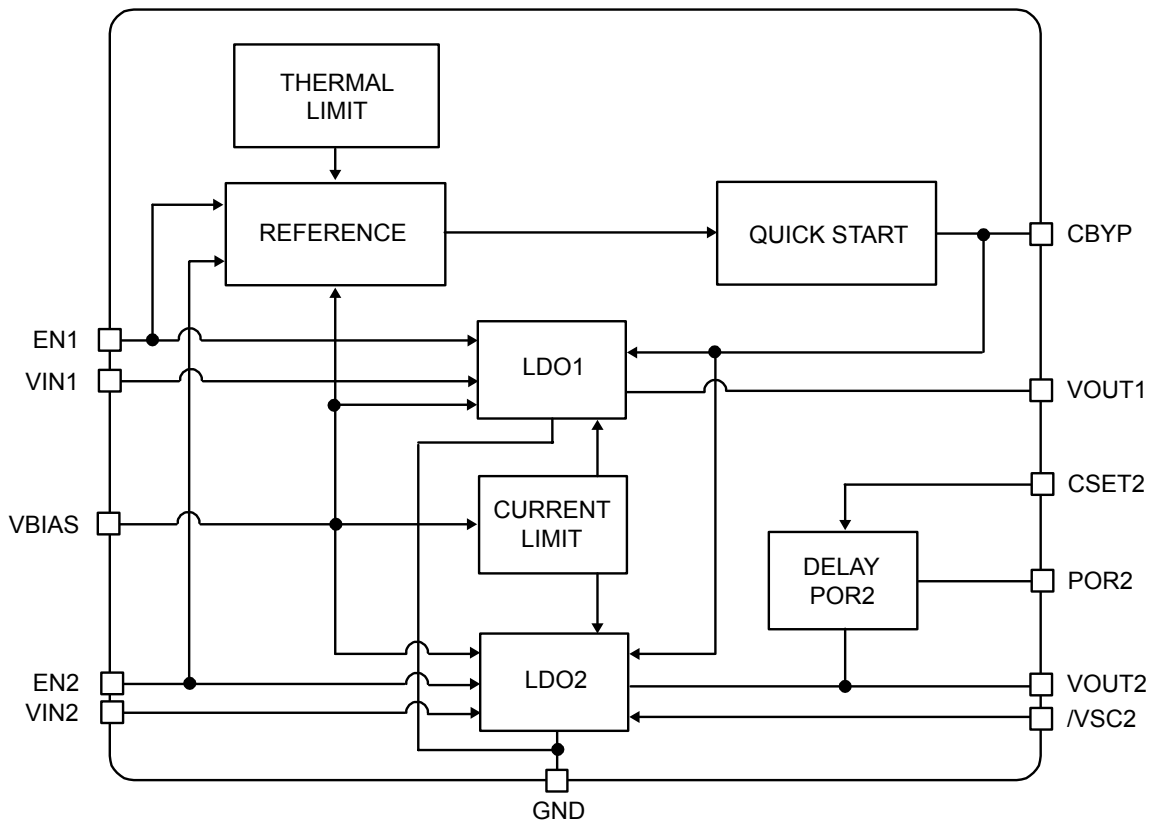 THERMAL
LIMIT
REFERENCE
QUICK START
CBYP
EN1
LDO1
VIN1
VOUT1
CSET2
VBIAS
CURRENT
LIMIT
DELAY
POR2
POR2
EN2
LDO2
VOUT2
VIN2
/VSC2
GND